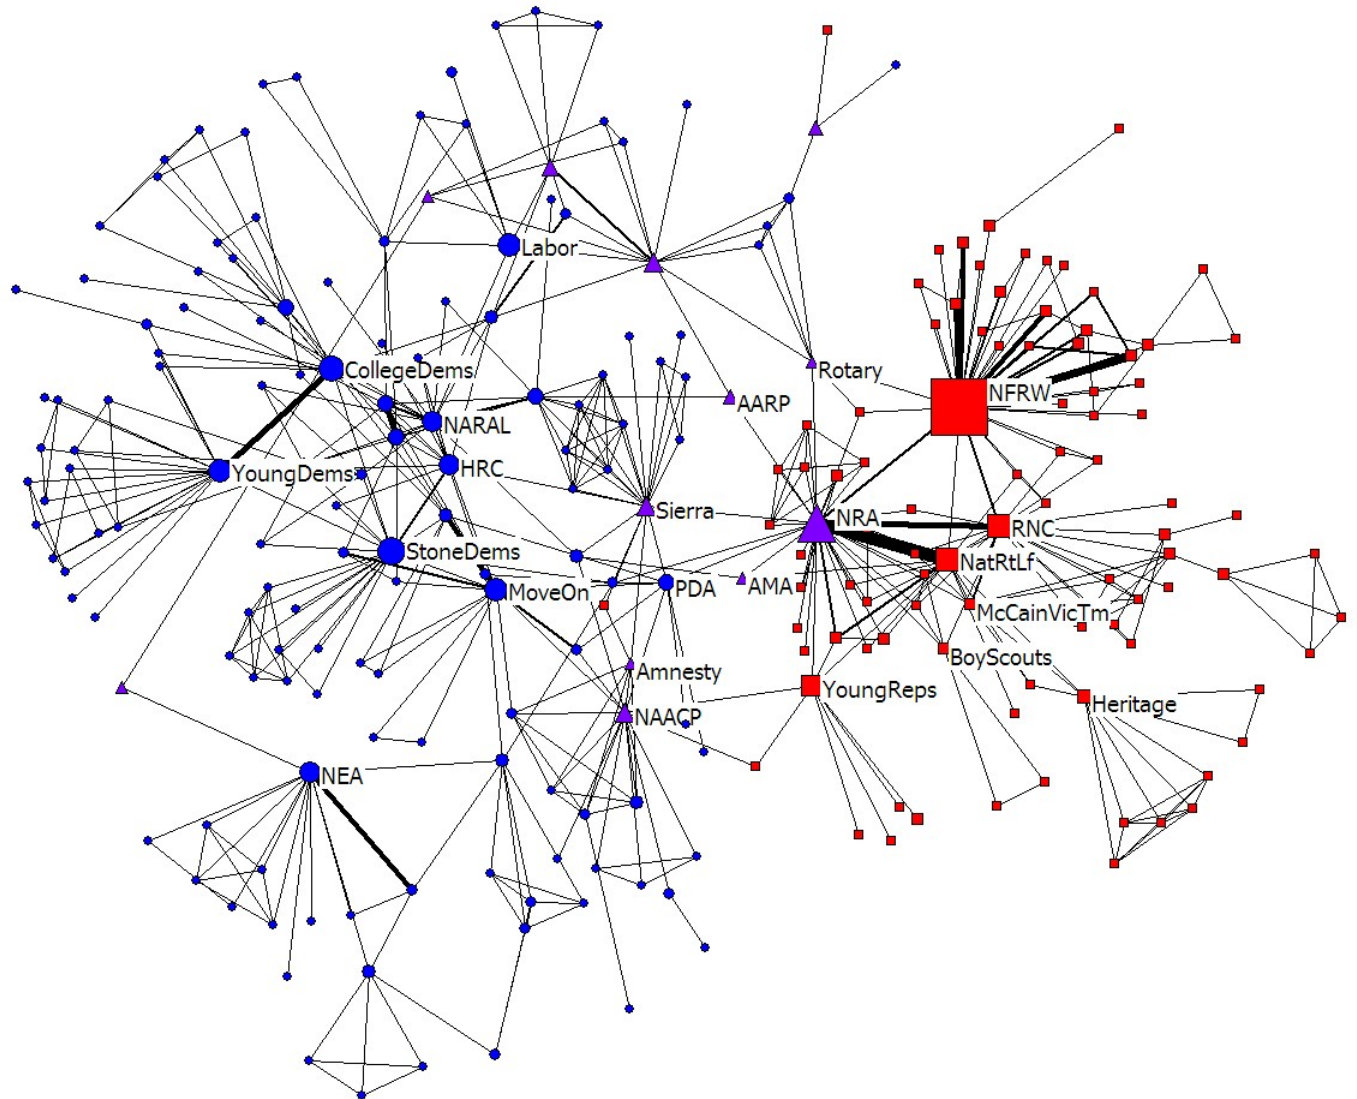 Labor
CollegeDems
Rotary
NFRW
AARP
NARAL
YoungDems
HRC
Sierra
NRA
RNC
StoneDems
NatRtLf
MoveOn
PDA
AMA
McCainVicTm
BoyScouts
Amnesty
YoungReps
Heritage
NAACP
NEA